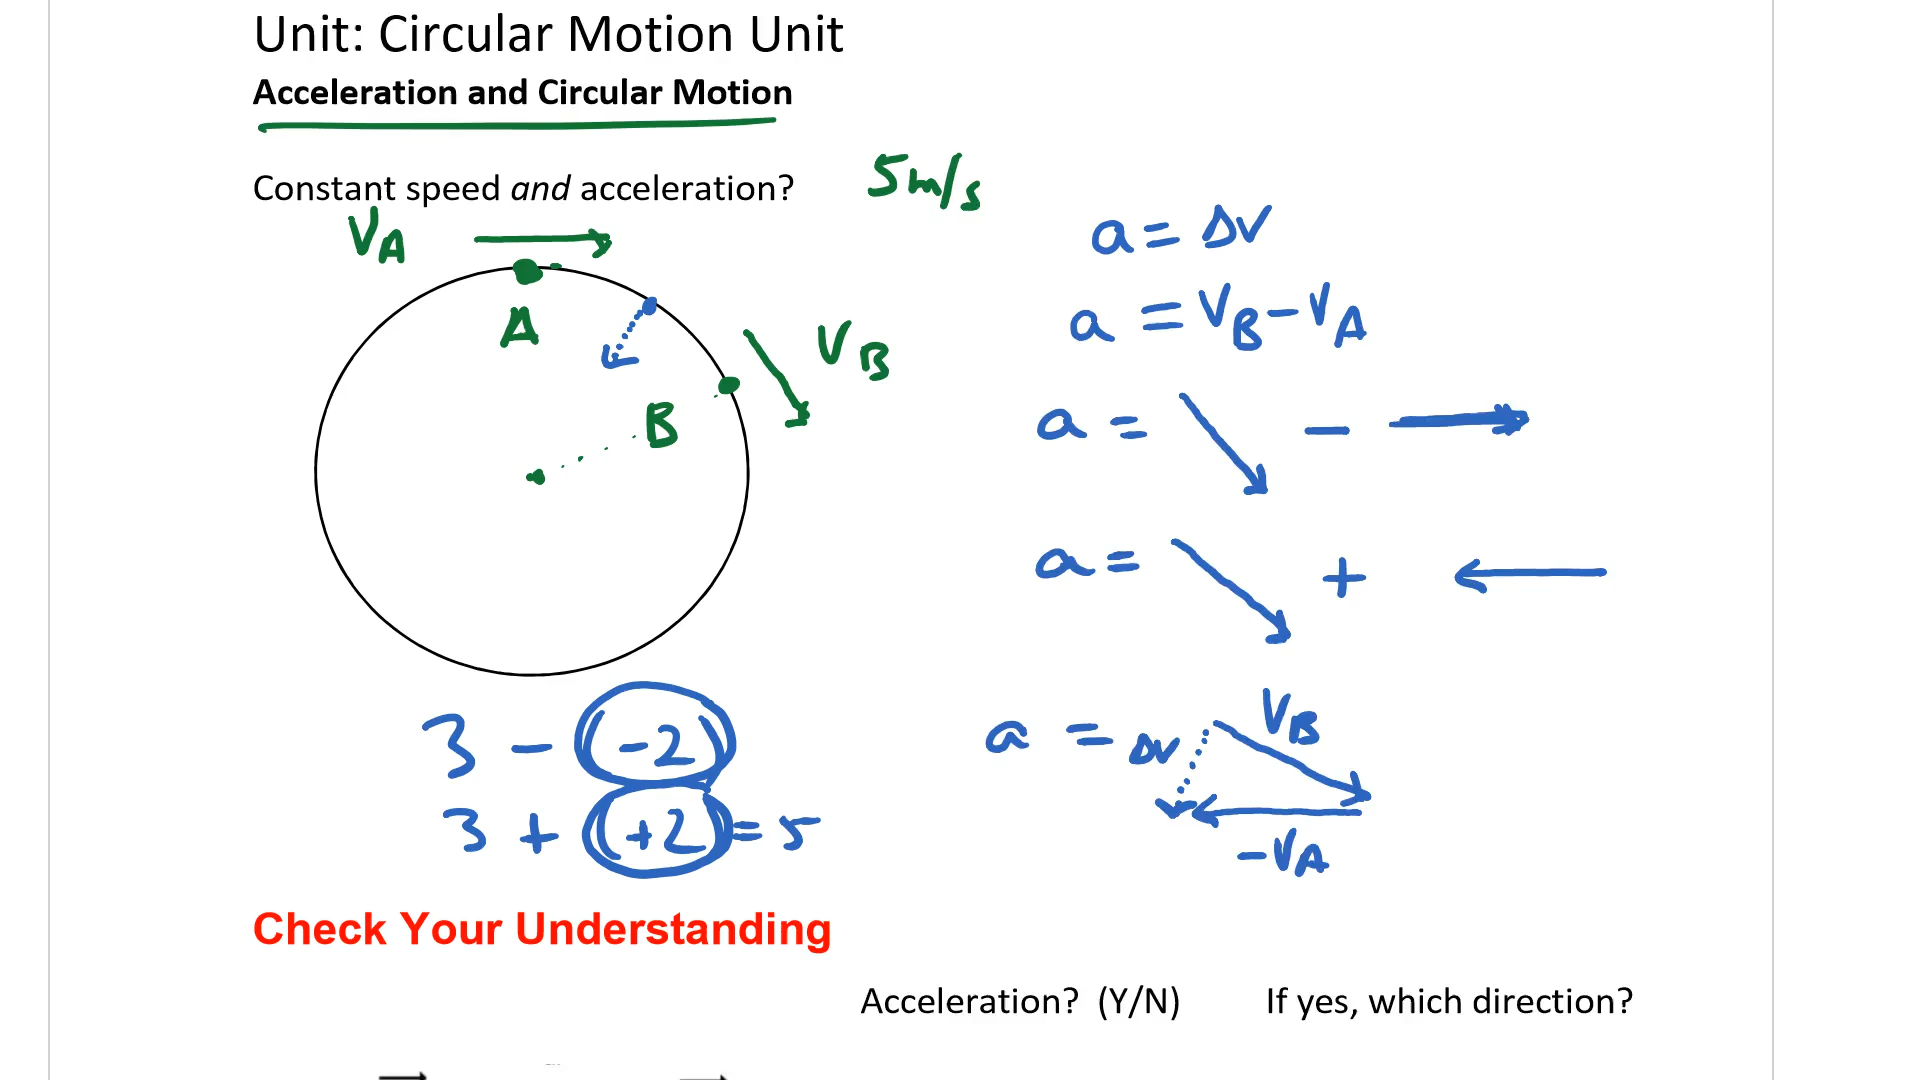 Unit: Circular Motion Unit
Acceleration and Circular Motion
Constant speed and acceleration?
5m/s
VA
A
VB
B
a = ΔV
a = VB - VA
a = -
a = +
a = ΔV
VB
-VA
3 - (-2)
3 + (+2) = 5
Check Your Understanding
Acceleration? (Y/N) If yes, which direction?